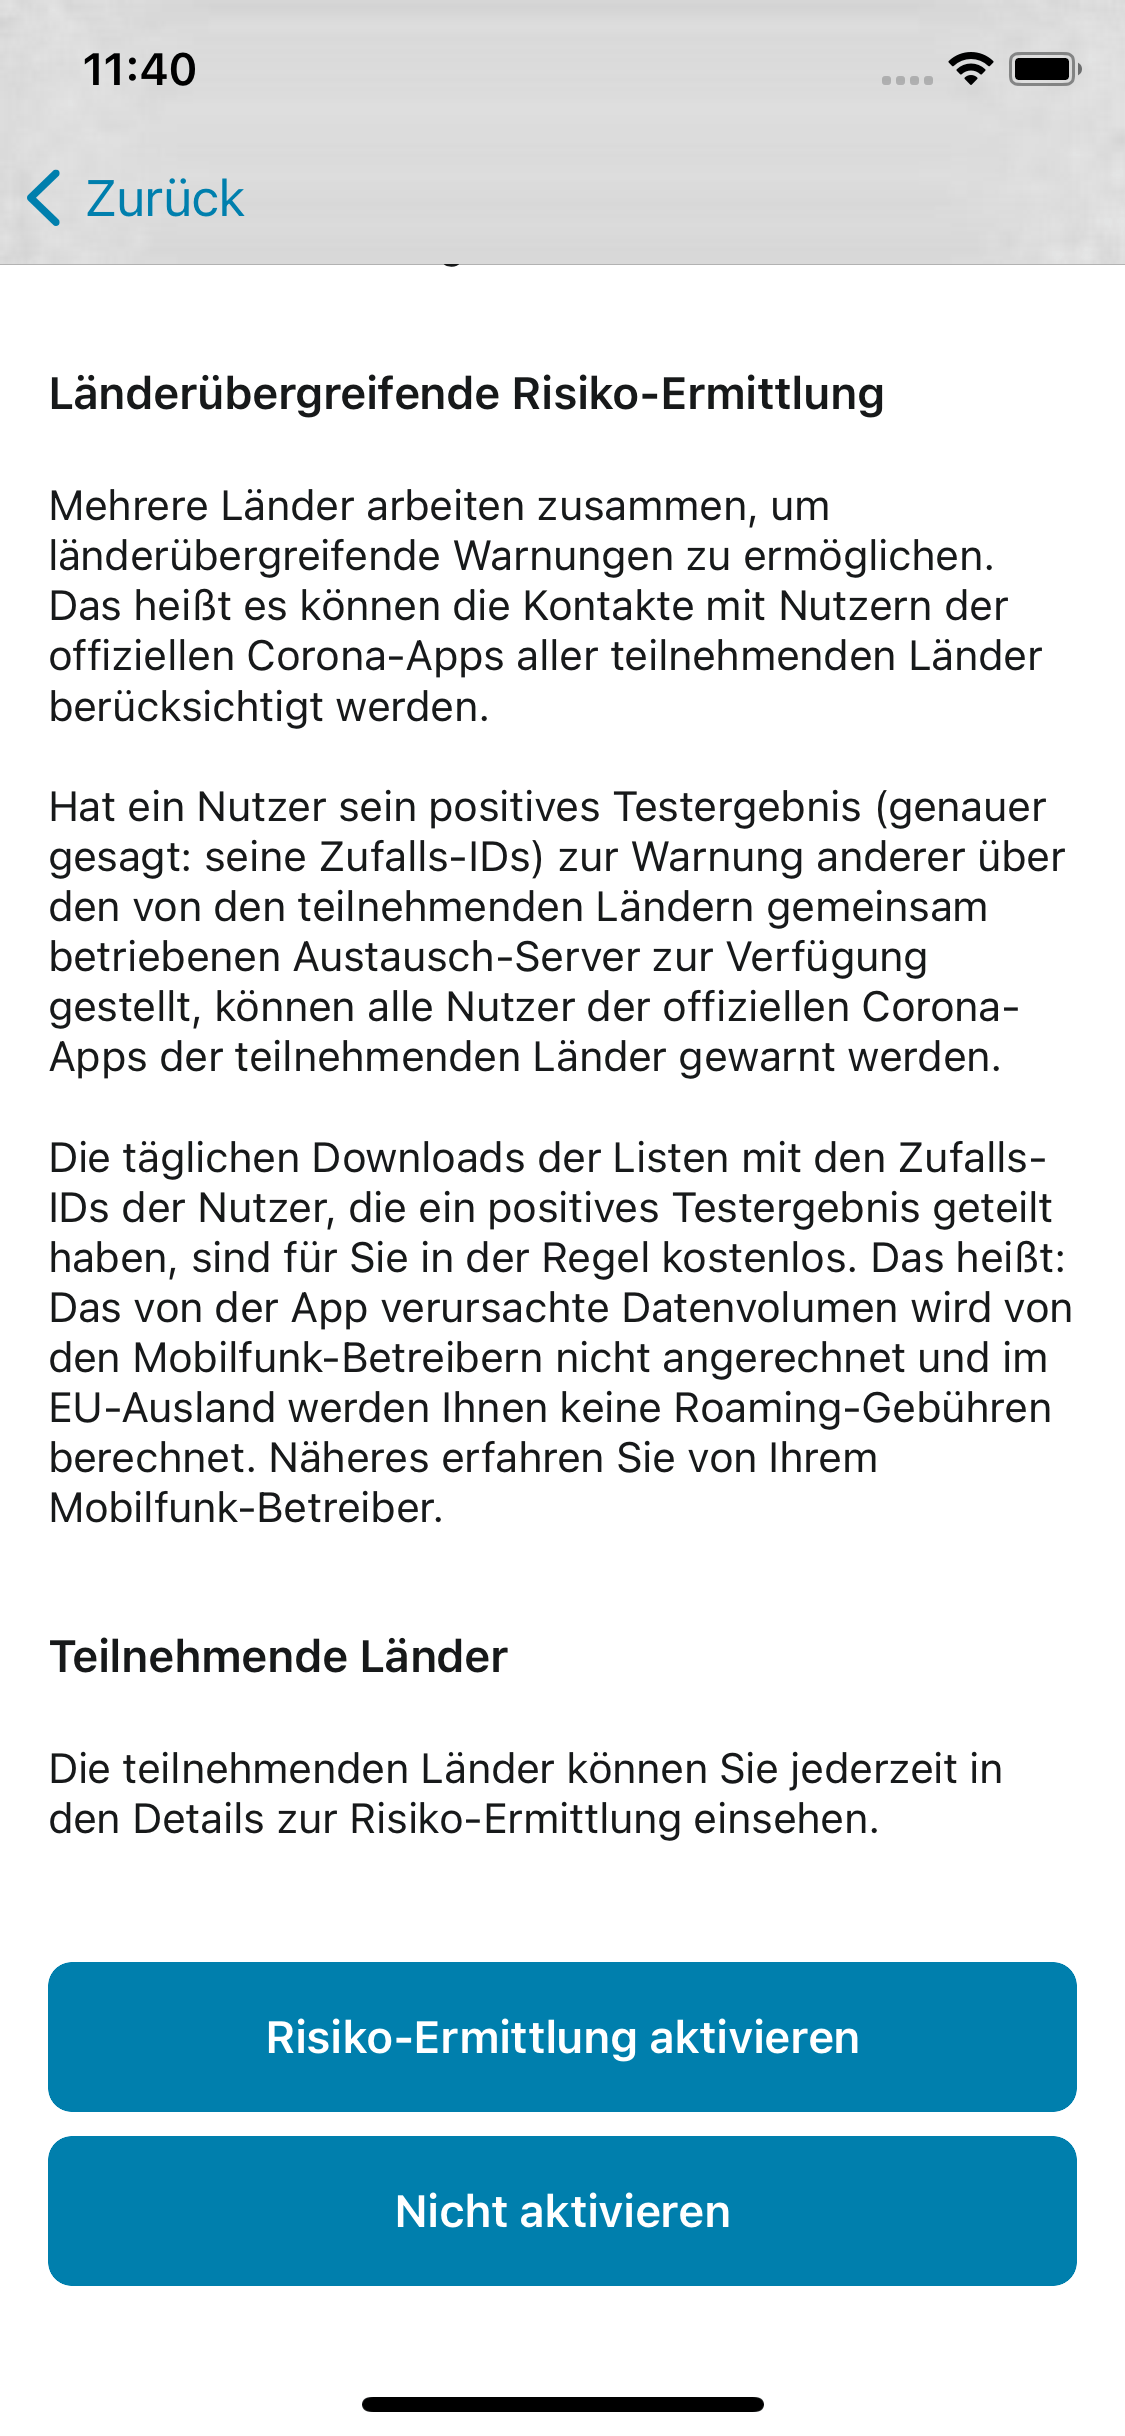 11:40
Zurück
Länderübergreifende Risiko-Ermittlung
Mehrere Länder arbeiten zusammen, um
länderübergreifende Warnungen zu ermöglichen.
Das heißt es können die Kontakte mit Nutzern der
offiziellen Corona-Apps aller teilnehmenden Länder
berücksichtigt werden.
Hat ein Nutzer sein positives Testergebnis (genauer
gesagt: seine Zufalls-IDs) zur Warnung anderer über
den von den teilnehmenden Ländern gemeinsam
betriebenen Austausch-Server zur Verfügung
gestellt, können alle Nutzer der offiziellen Corona-
Apps der teilnehmenden Länder gewarnt werden.
Die täglichen Downloads der Listen mit den Zufalls-
IDs der Nutzer, die ein positives Testergebnis geteilt
haben, sind für Sie in der Regel kostenlos. Das heißt:
Das von der App verursachte Datenvolumen wird von
den Mobilfunk-Betreibern nicht angerechnet und im
EU-Ausland werden Ihnen keine Roaming-Gebühren
berechnet. Näheres erfahren Sie von Ihrem
Mobilfunk-Betreiber.
Teilnehmende Länder
Die teilnehmenden Länder können Sie jederzeit in
den Details zur Risiko-Ermittlung einsehen.
Risiko-Ermittlung aktivieren
Nicht aktivieren